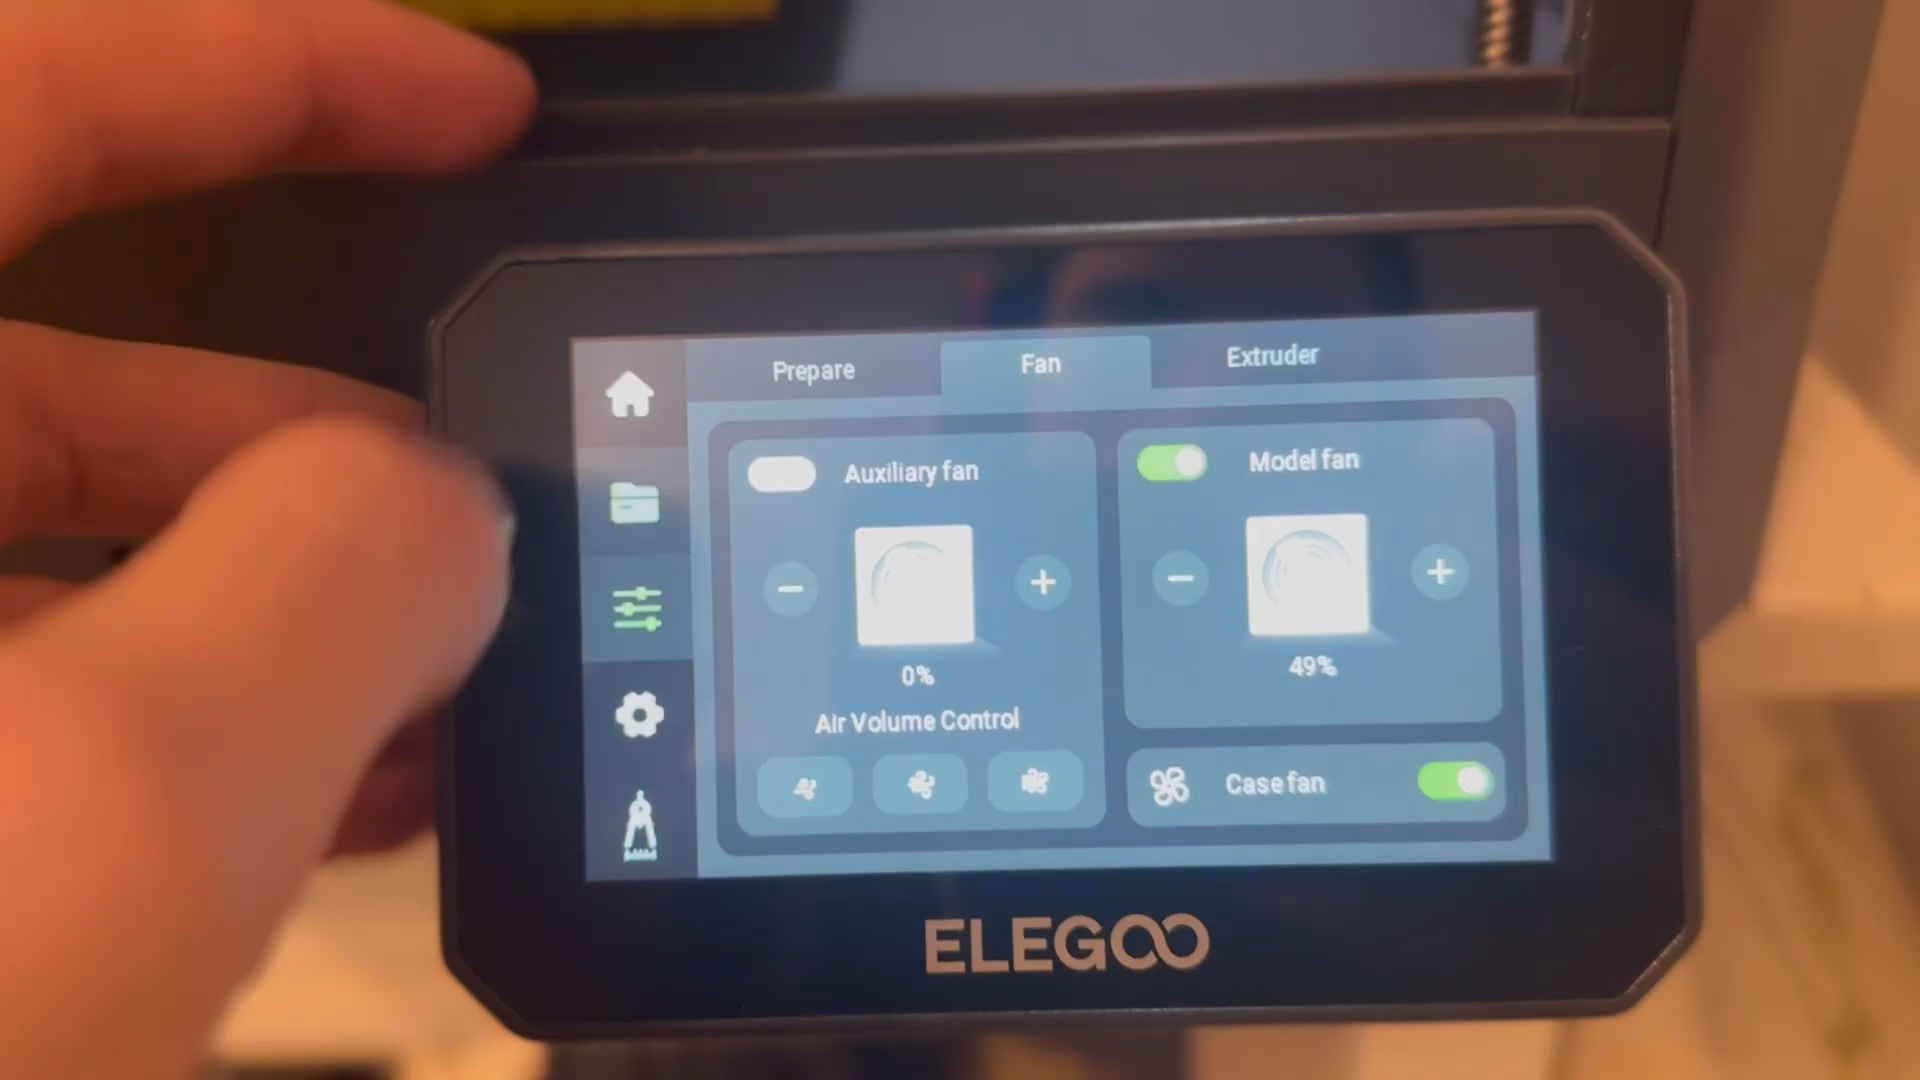 Prepare
Fan
Extruder
Auxiliary fan
Model fan
0%
49%
Air Volume Control
Case fan
ELEGOO